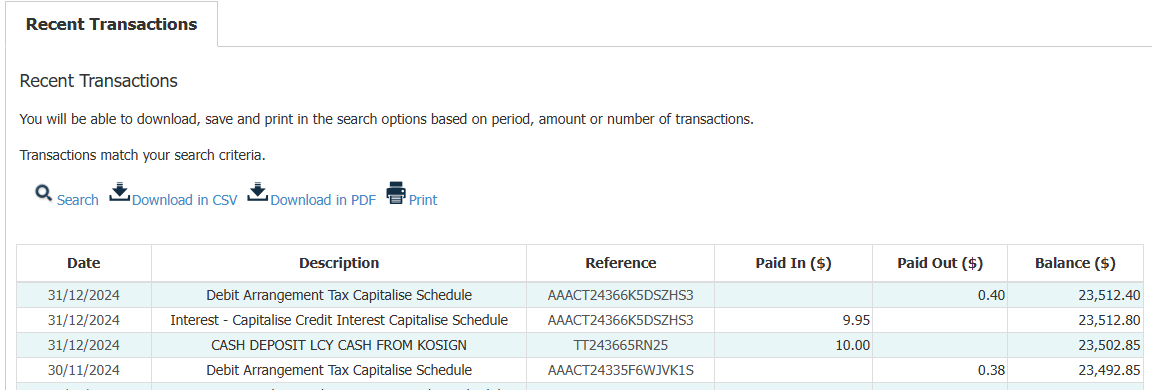 Recent Transactions
Recent Transactions
You will be able to download, save and print in the search options based on period, amount or number of transactions.
Transactions match your search criteria.
Search Download in CSV Download in PDF Print
Date Description Reference Paid In ($) Paid Out ($) Balance ($)
31/12/2024 Debit Arrangement Tax Capitalise Schedule AAACT24366K5DSZHS3 0.40 23,512.40
31/12/2024 Interest - Capitalise Credit Interest Capitalise Schedule AAACT24366K5DSZHS3 9.95 23,512.80
31/12/2024 CASH DEPOSIT LCY CASH FROM KOSIGN TT243665RN25 10.00 23,502.85
30/11/2024 Debit Arrangement Tax Capitalise Schedule AAACT24335F6WJVK1S 0.38 23,492.85